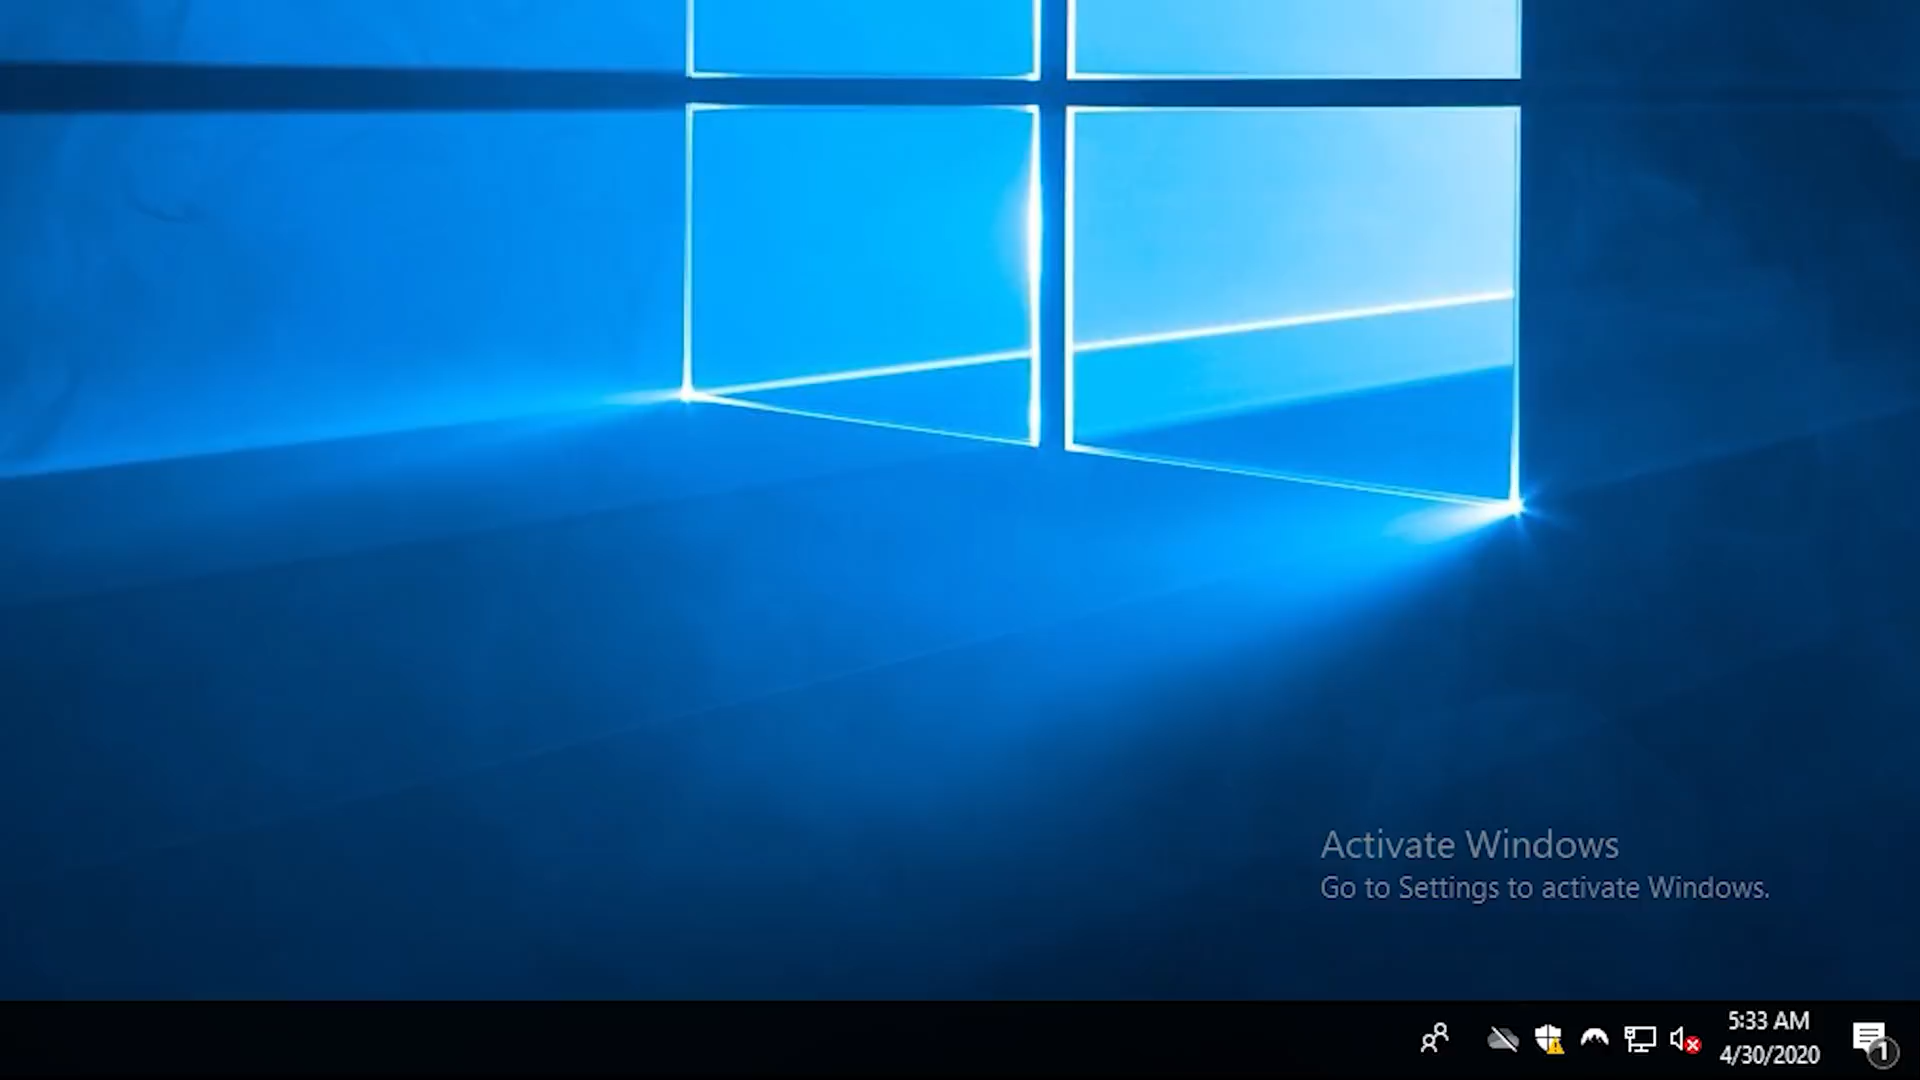 Activate Windows
Go to Settings to activate Windows.
5:33 AM
4/30/2020
1